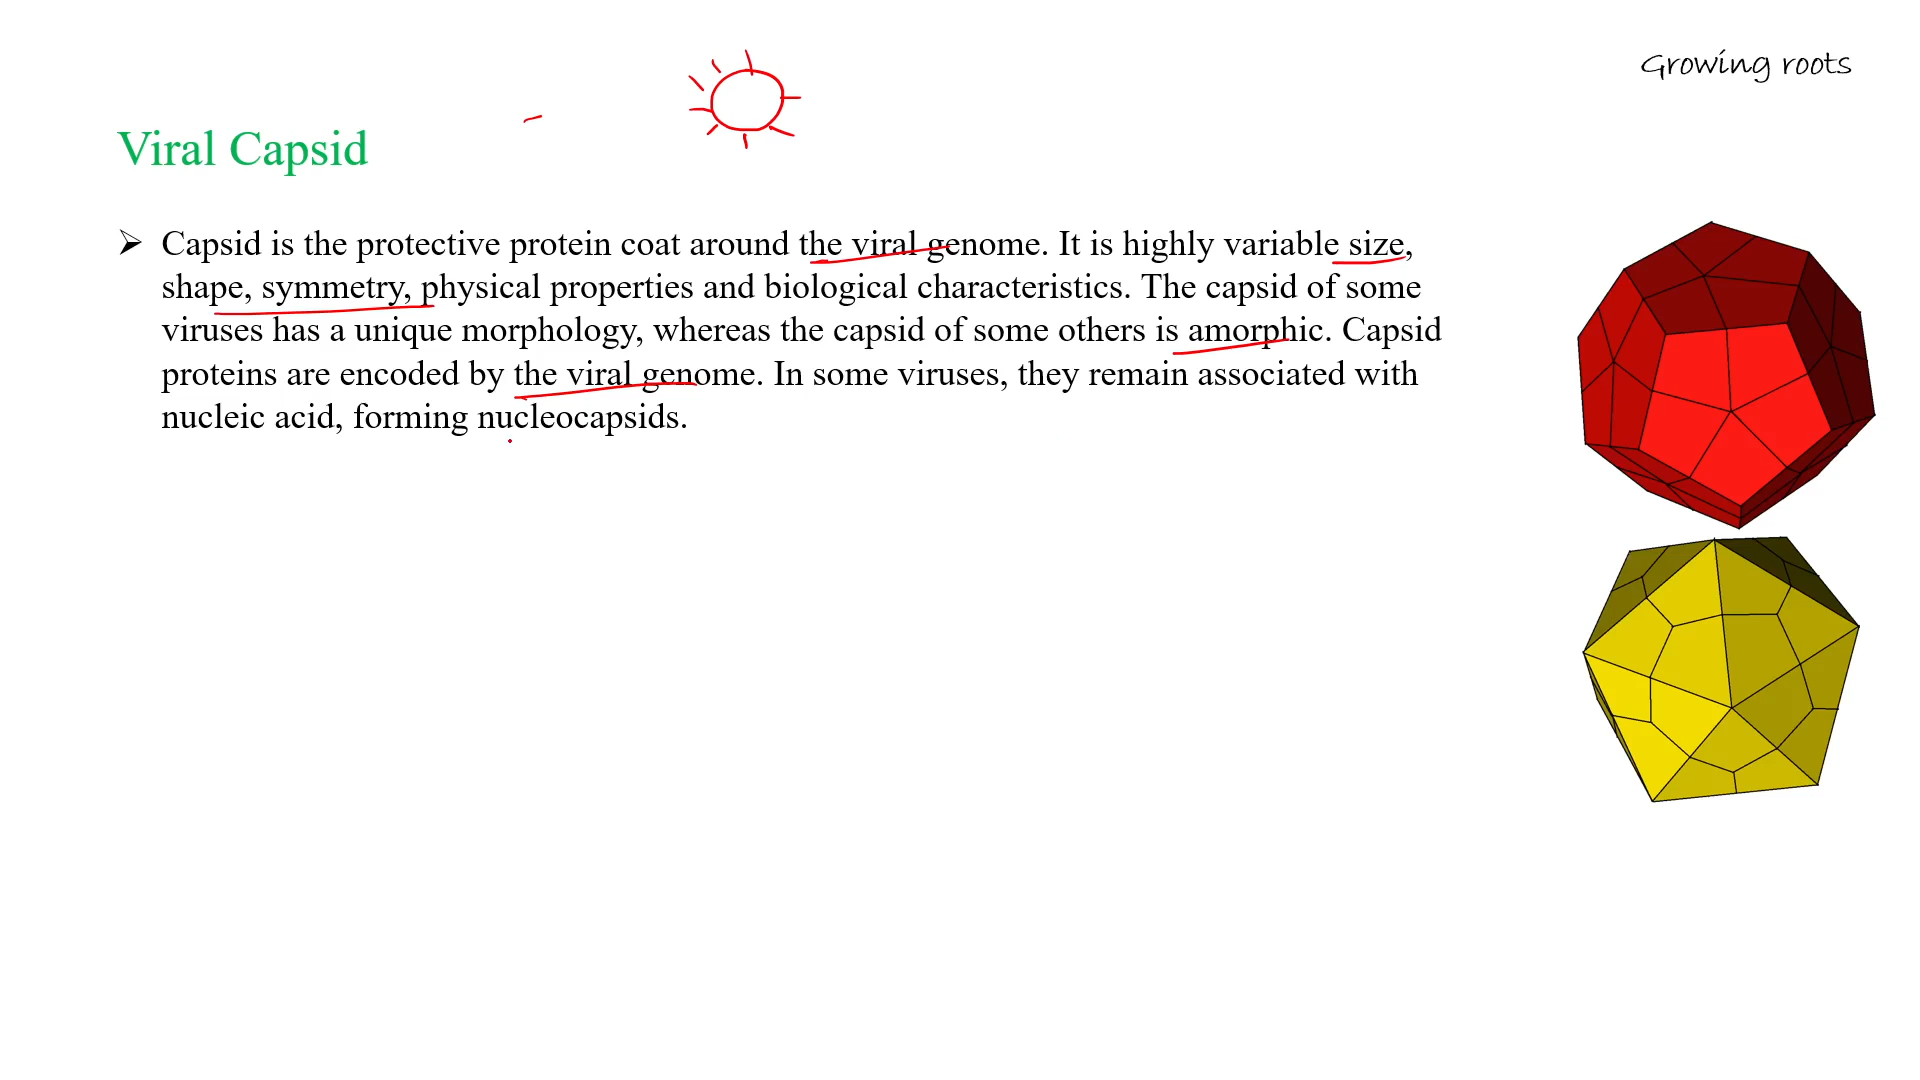 Growing roots
Viral Capsid
➢ Capsid is the protective protein coat around the viral genome. It is highly variable size,
shape, symmetry, physical properties and biological characteristics. The capsid of some
viruses has a unique morphology, whereas the capsid of some others is amorphic. Capsid
proteins are encoded by the viral genome. In some viruses, they remain associated with
nucleic acid, forming nucleocapsids.